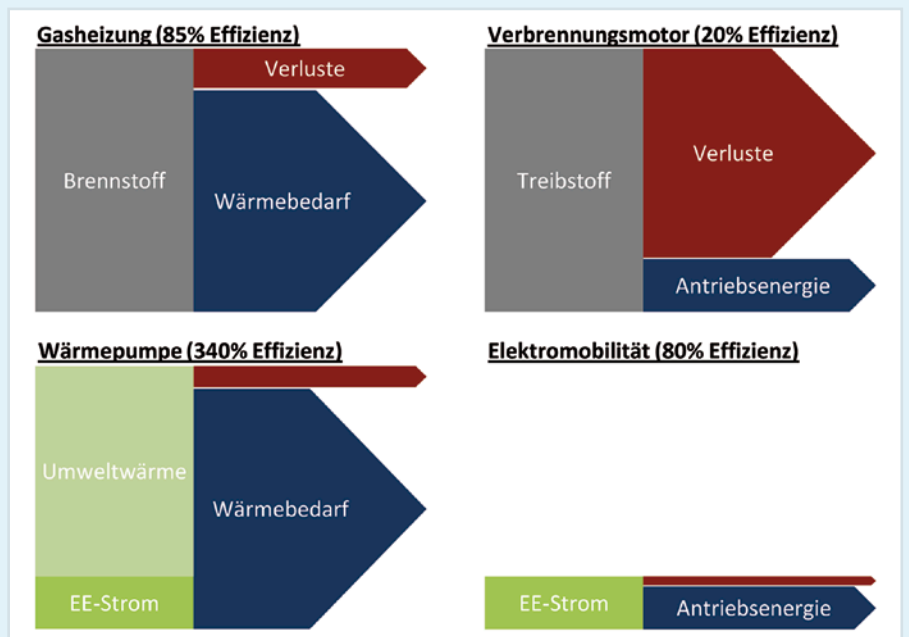 Gasheizung (85% Effizienz)
Verluste
Brennstoff
Wärmebedarf
Verbrennungsmotor (20% Effizienz)
Verluste
Treibstoff
Antriebsenergie
Wärmepumpe (340% Effizienz)
Umweltwärme
Wärmebedarf
EE-Strom
Elektromobilität (80% Effizienz)
EE-Strom
Antriebsenergie